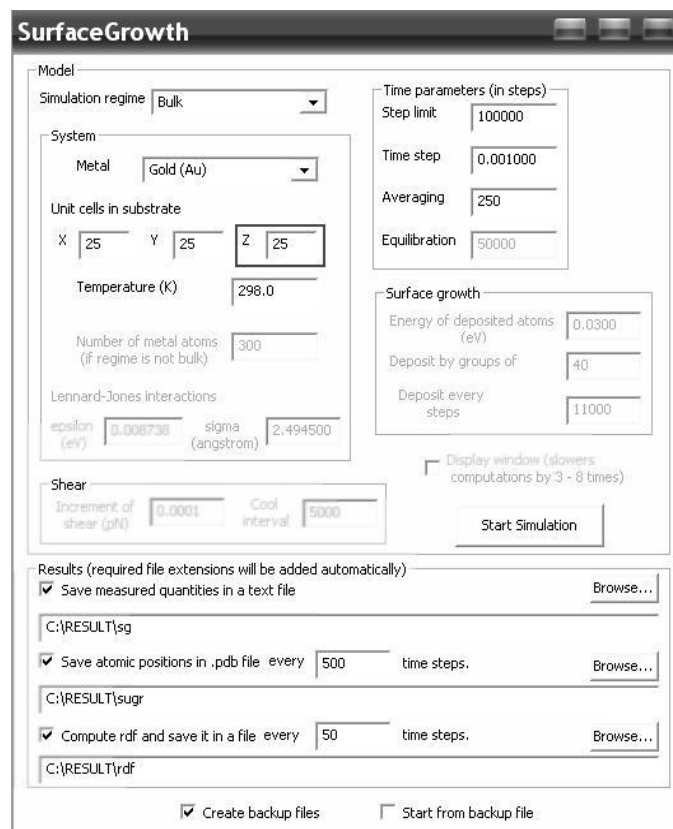 SurfaceGrowth
Model
Simulation regime Bulk
System
Metal Gold (Au)
Unit cells in substrate
X 25 Y 25 Z 25
Temperature (K) 298.0
Number of metal atoms
(if regime is not bulk) 300
Lennard-Jones interactions
epsilon
(eV) 0.008738 sigma
(angstrom) 2.494500
Shear
Increment of
shear (pN) 0.0001 Cool
interval 5000
Time parameters (in steps)
Step limit 100000
Time step 0.001000
Averaging 250
Equilibration 50000
Surface growth
Energy of deposited atoms
(eV) 0.0300
Deposit by groups of 40
Deposit every
steps 11000
Display window (slowers
computations by 3 - 8 times)
Start Simulation
Results (required file extensions will be added automatically)
Save measured quantities in a text file Browse...
C:\RESULT\sg
Save atomic positions in .pdb file every 500 time steps. Browse...
C:\RESULT\sugr
Compute rdf and save it in a file every 50 time steps. Browse...
C:\RESULT\rdf
Create backup files Start from backup file